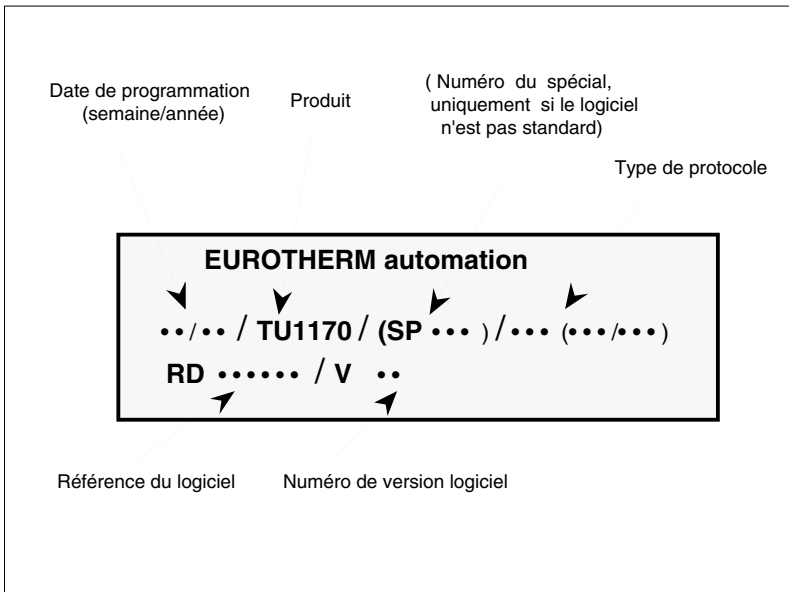 Date de programmation
(semaine/année)
Produit
( Numéro du spécial,
uniquement si le logiciel
n'est pas standard)
Type de protocole
EUROTHERM automation
••/•• / TU1170 / (SP ••• ) / ••• (•••/•••)
RD •••••• / V ••
Référence du logiciel
Numéro de version logiciel